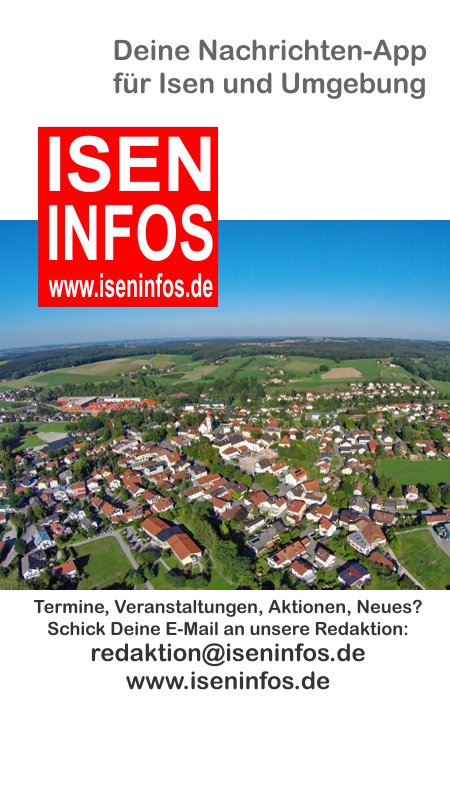 Deine Nachrichten-App
für Isen und Umgebung
ISEN
INFOS
www.iseninfos.de
Termine, Veranstaltungen, Aktionen, Neues?
Schick Deine E-Mail an unsere Redaktion:
redaktion@iseninfos.de
www.iseninfos.de